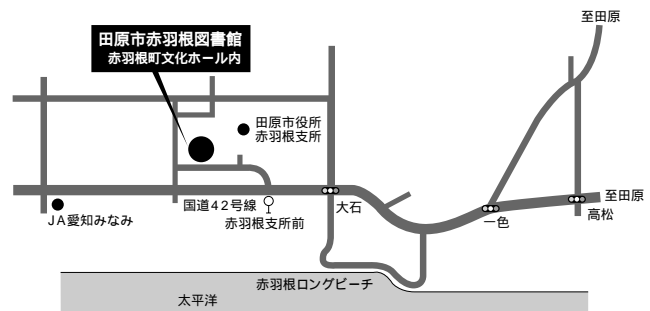 至田原
田原市赤羽根図書館
赤羽根町文化ホール内
田原市役所
赤羽根支所
至田原
国道42号線
大石
高松
JA愛知みなみ
赤羽根支所前
一色
赤羽根ロングビーチ
太平洋